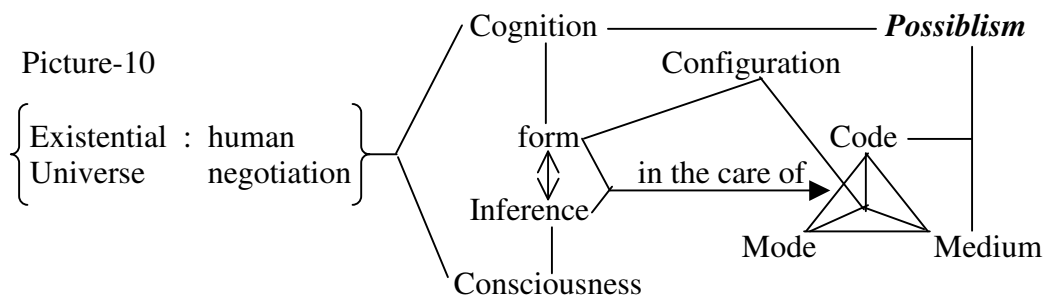 Cognition
Possiblism
Picture-10
Configuration
Existential : human
Universe negotiation
form
Code
in the care of
Inference
Mode
Medium
Consciousness